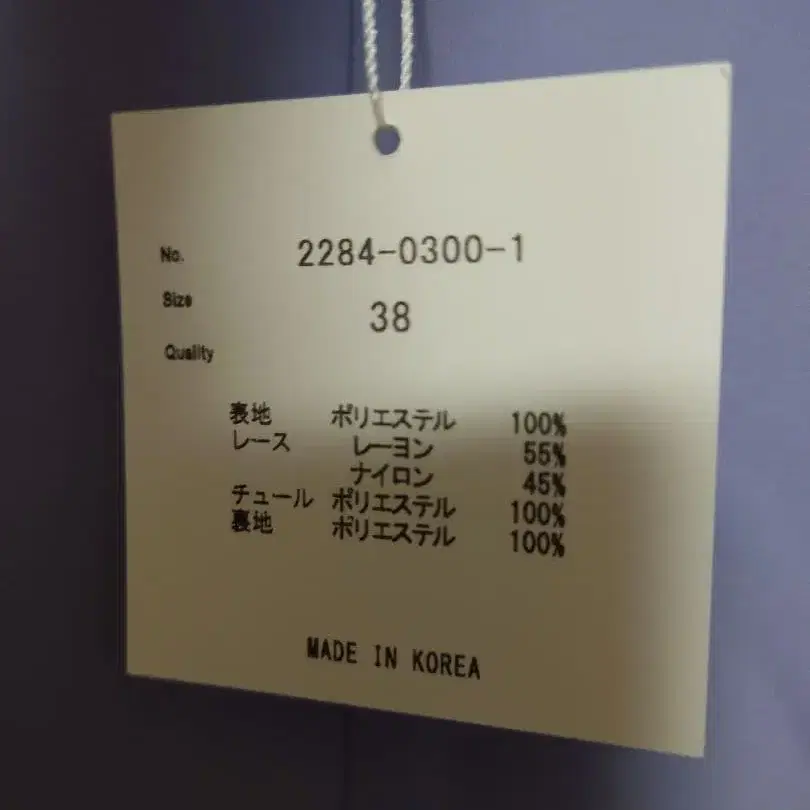 No. 2284-0300-1
Size 38
Quality
表地 ポリエステル 100%
レース レーヨン 55%
ナイロン 45%
チュール ポリエステル 100%
裏地 ポリエステル 100%
MADE IN KOREA